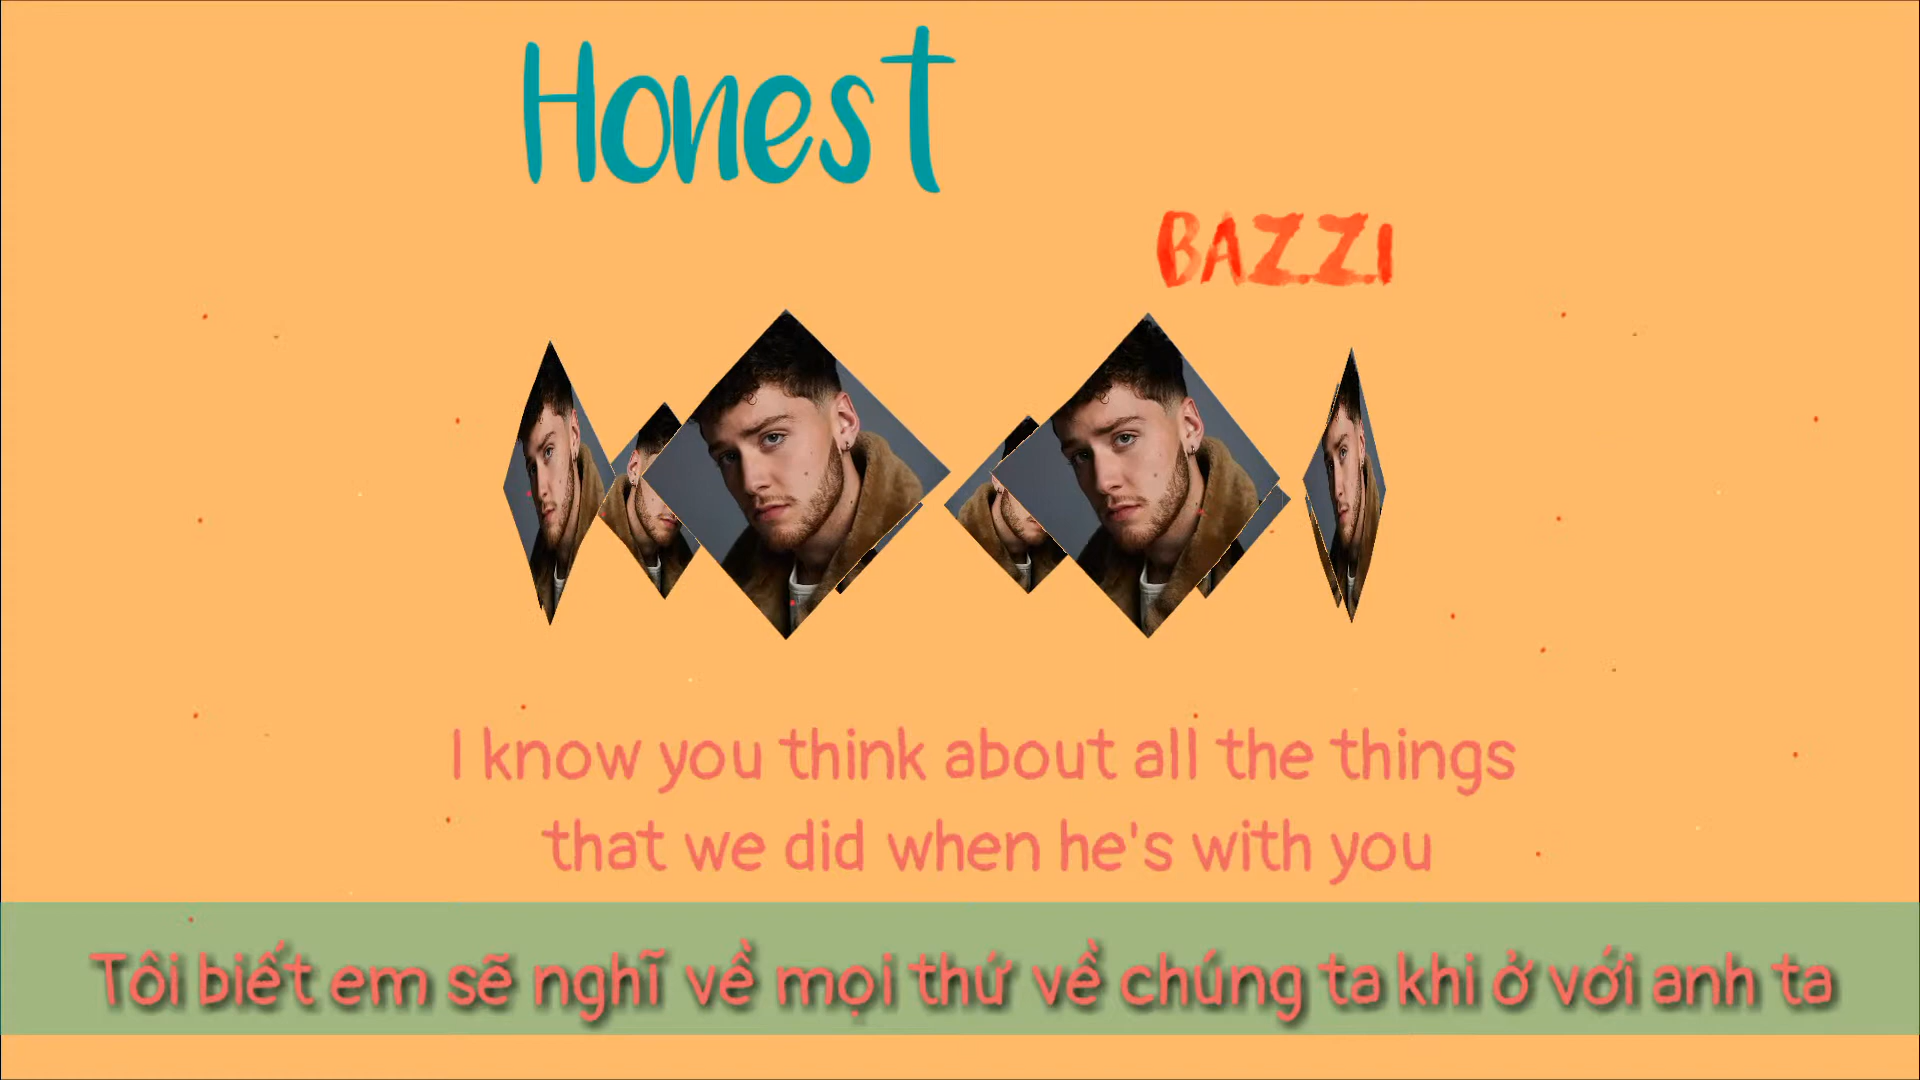 Honest
BAZZI
I know you think about all the things
that we did when he's with you
Tôi biết em sẽ nghĩ về mọi thứ về chúng ta khi ở với anh ta